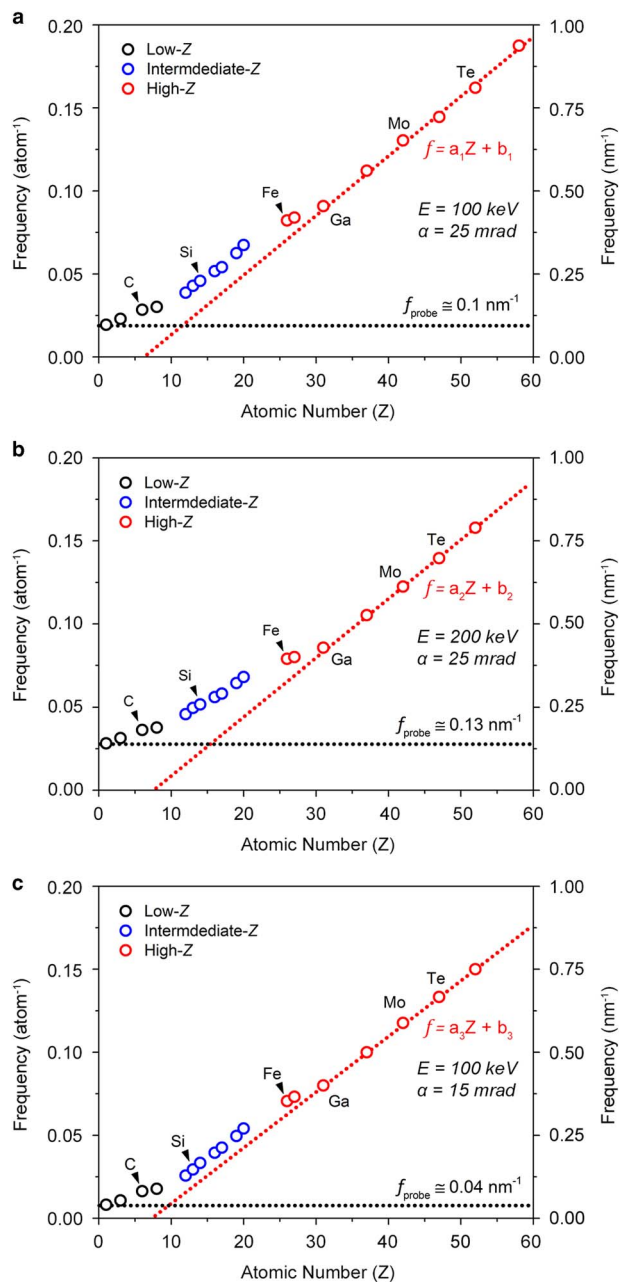 a
0.20 1.00
Low-Z
Intermdediate-Z
High-Z
Te
0.15 0.75
Mo
f = a₁Z + b₁
Frequency (atom⁻¹)
Frequency (nm⁻¹)
Fe
0.10 0.50
Ga
E = 100 keV
α = 25 mrad
Si
C
0.05 0.25
f probe ≅ 0.1 nm⁻¹
0.00 0.00
0 10 20 30 40 50 60
Atomic Number (Z)
b
0.20 1.00
Low-Z
Intermdediate-Z
High-Z
0.15 0.75
Te
Mo
f = a₂Z + b₂
Frequency (atom⁻¹)
Frequency (nm⁻¹)
Fe
0.10 0.50
Ga
E = 200 keV
α = 25 mrad
Si
C
0.05 0.25
f probe ≅ 0.13 nm⁻¹
0.00 0.00
0 10 20 30 40 50 60
Atomic Number (Z)
c
0.20 1.00
Low-Z
Intermdediate-Z
High-Z
0.15 0.75
Te
Mo
f = a₃Z + b₃
Frequency (atom⁻¹)
Frequency (nm⁻¹)
0.10 0.50
Fe
Ga
E = 100 keV
α = 15 mrad
Si
C
0.05 0.25
f probe ≅ 0.04 nm⁻¹
0.00 0.00
0 10 20 30 40 50 60
Atomic Number (Z)